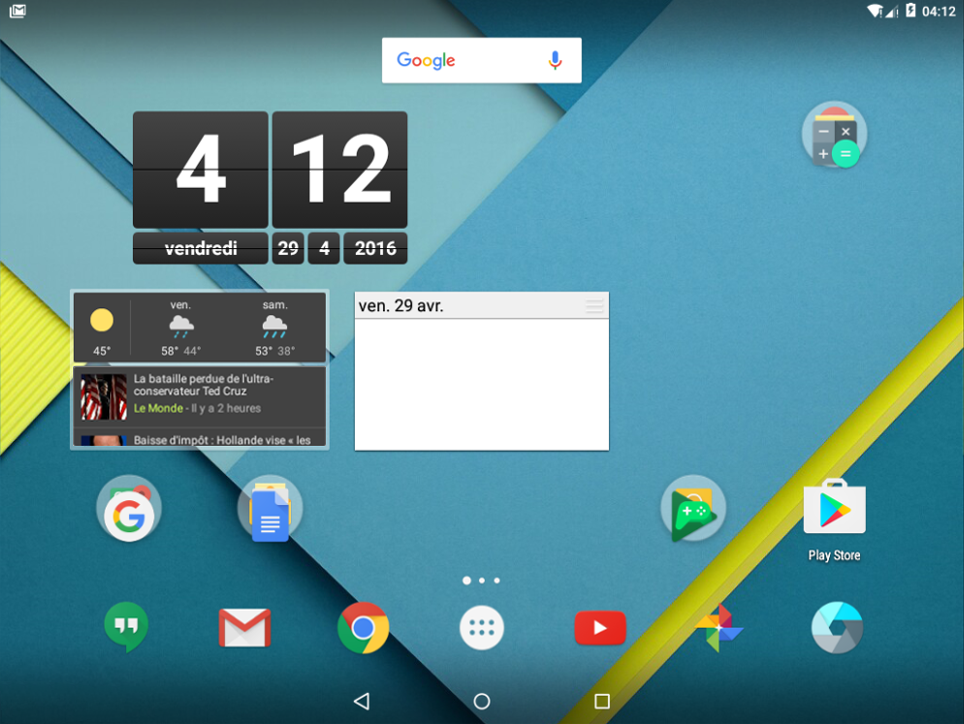 04:12
Google
4 12
vendredi 29 4 2016
ven. sam.
45° 58° 44° 53° 38°
La bataille perdue de l'ultra-
conservateur Ted Cruz
Le Monde - Il y a 2 heures
Baisse d'impôt : Hollande vise « les
ven. 29 avr.
Play Store